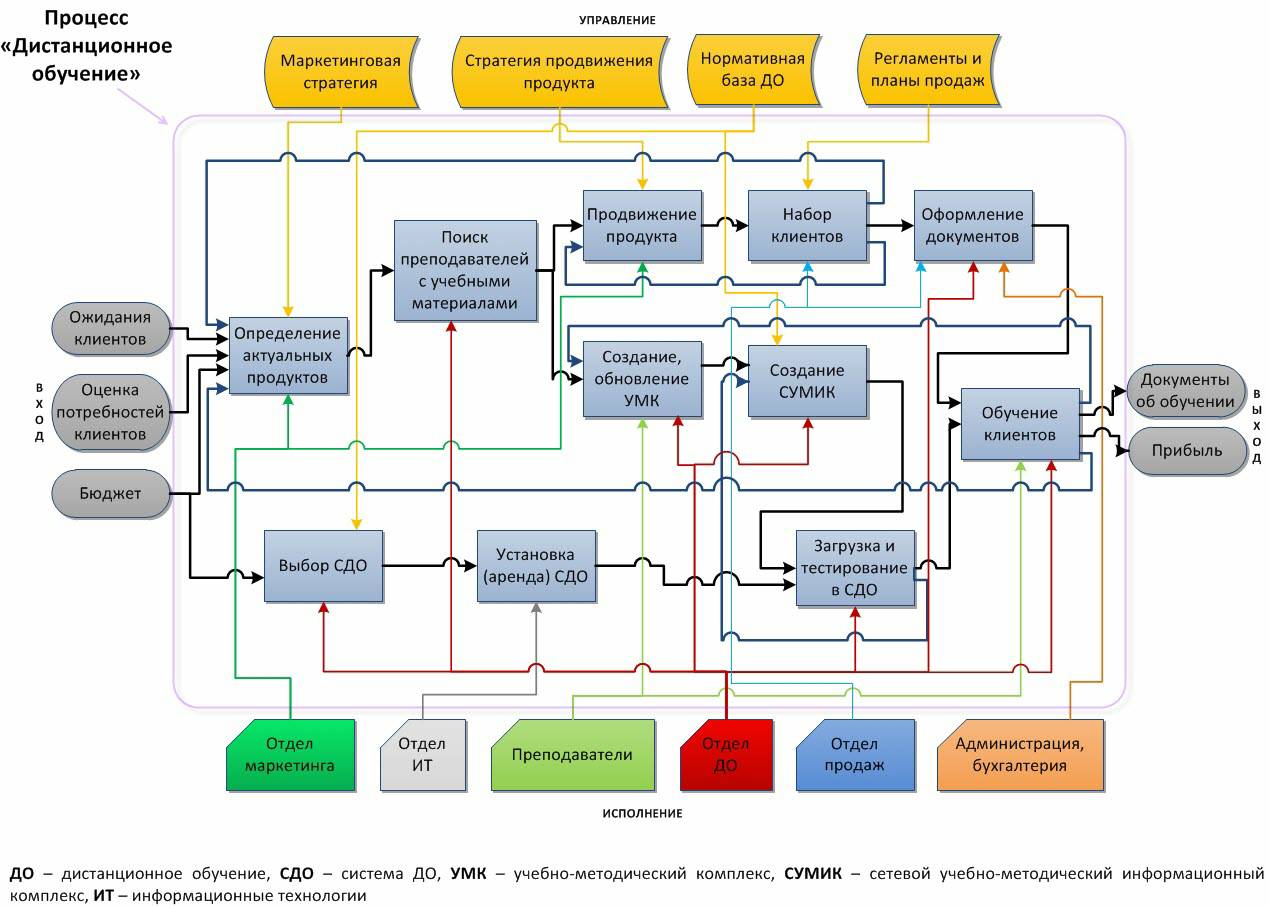 Процесс
«Дистанционное
обучение»
УПРАВЛЕНИЕ
Маркетинговая
стратегия
Стратегия продвижения
продукта
Нормативная
база ДО
Регламенты и
планы продаж
Продвижение
продукта
Набор
клиентов
Оформление
документов
Поиск
преподавателей
с учебными
материалами
Ожидания
клиентов
Определение
актуальных
продуктов
Создание,
обновление
УМК
Создание
СУМИК
ВХОД
Оценка
потребностей
клиентов
Обучение
клиентов
Документы
об обучении
ВЫХОД
Прибыль
Бюджет
Выбор СДО
Установка
(аренда) СДО
Загрузка и
тестирование
в СДО
Отдел
маркетинга
Отдел
ИТ
Преподаватели
Отдел
ДО
Отдел
продаж
Администрация,
бухгалтерия
ИСПОЛНЕНИЕ
ДО – дистанционное обучение, СДО – система ДО, УМК – учебно-методический комплекс, СУМИК – сетевой учебно-методический информационный
комплекс, ИТ – информационные технологии